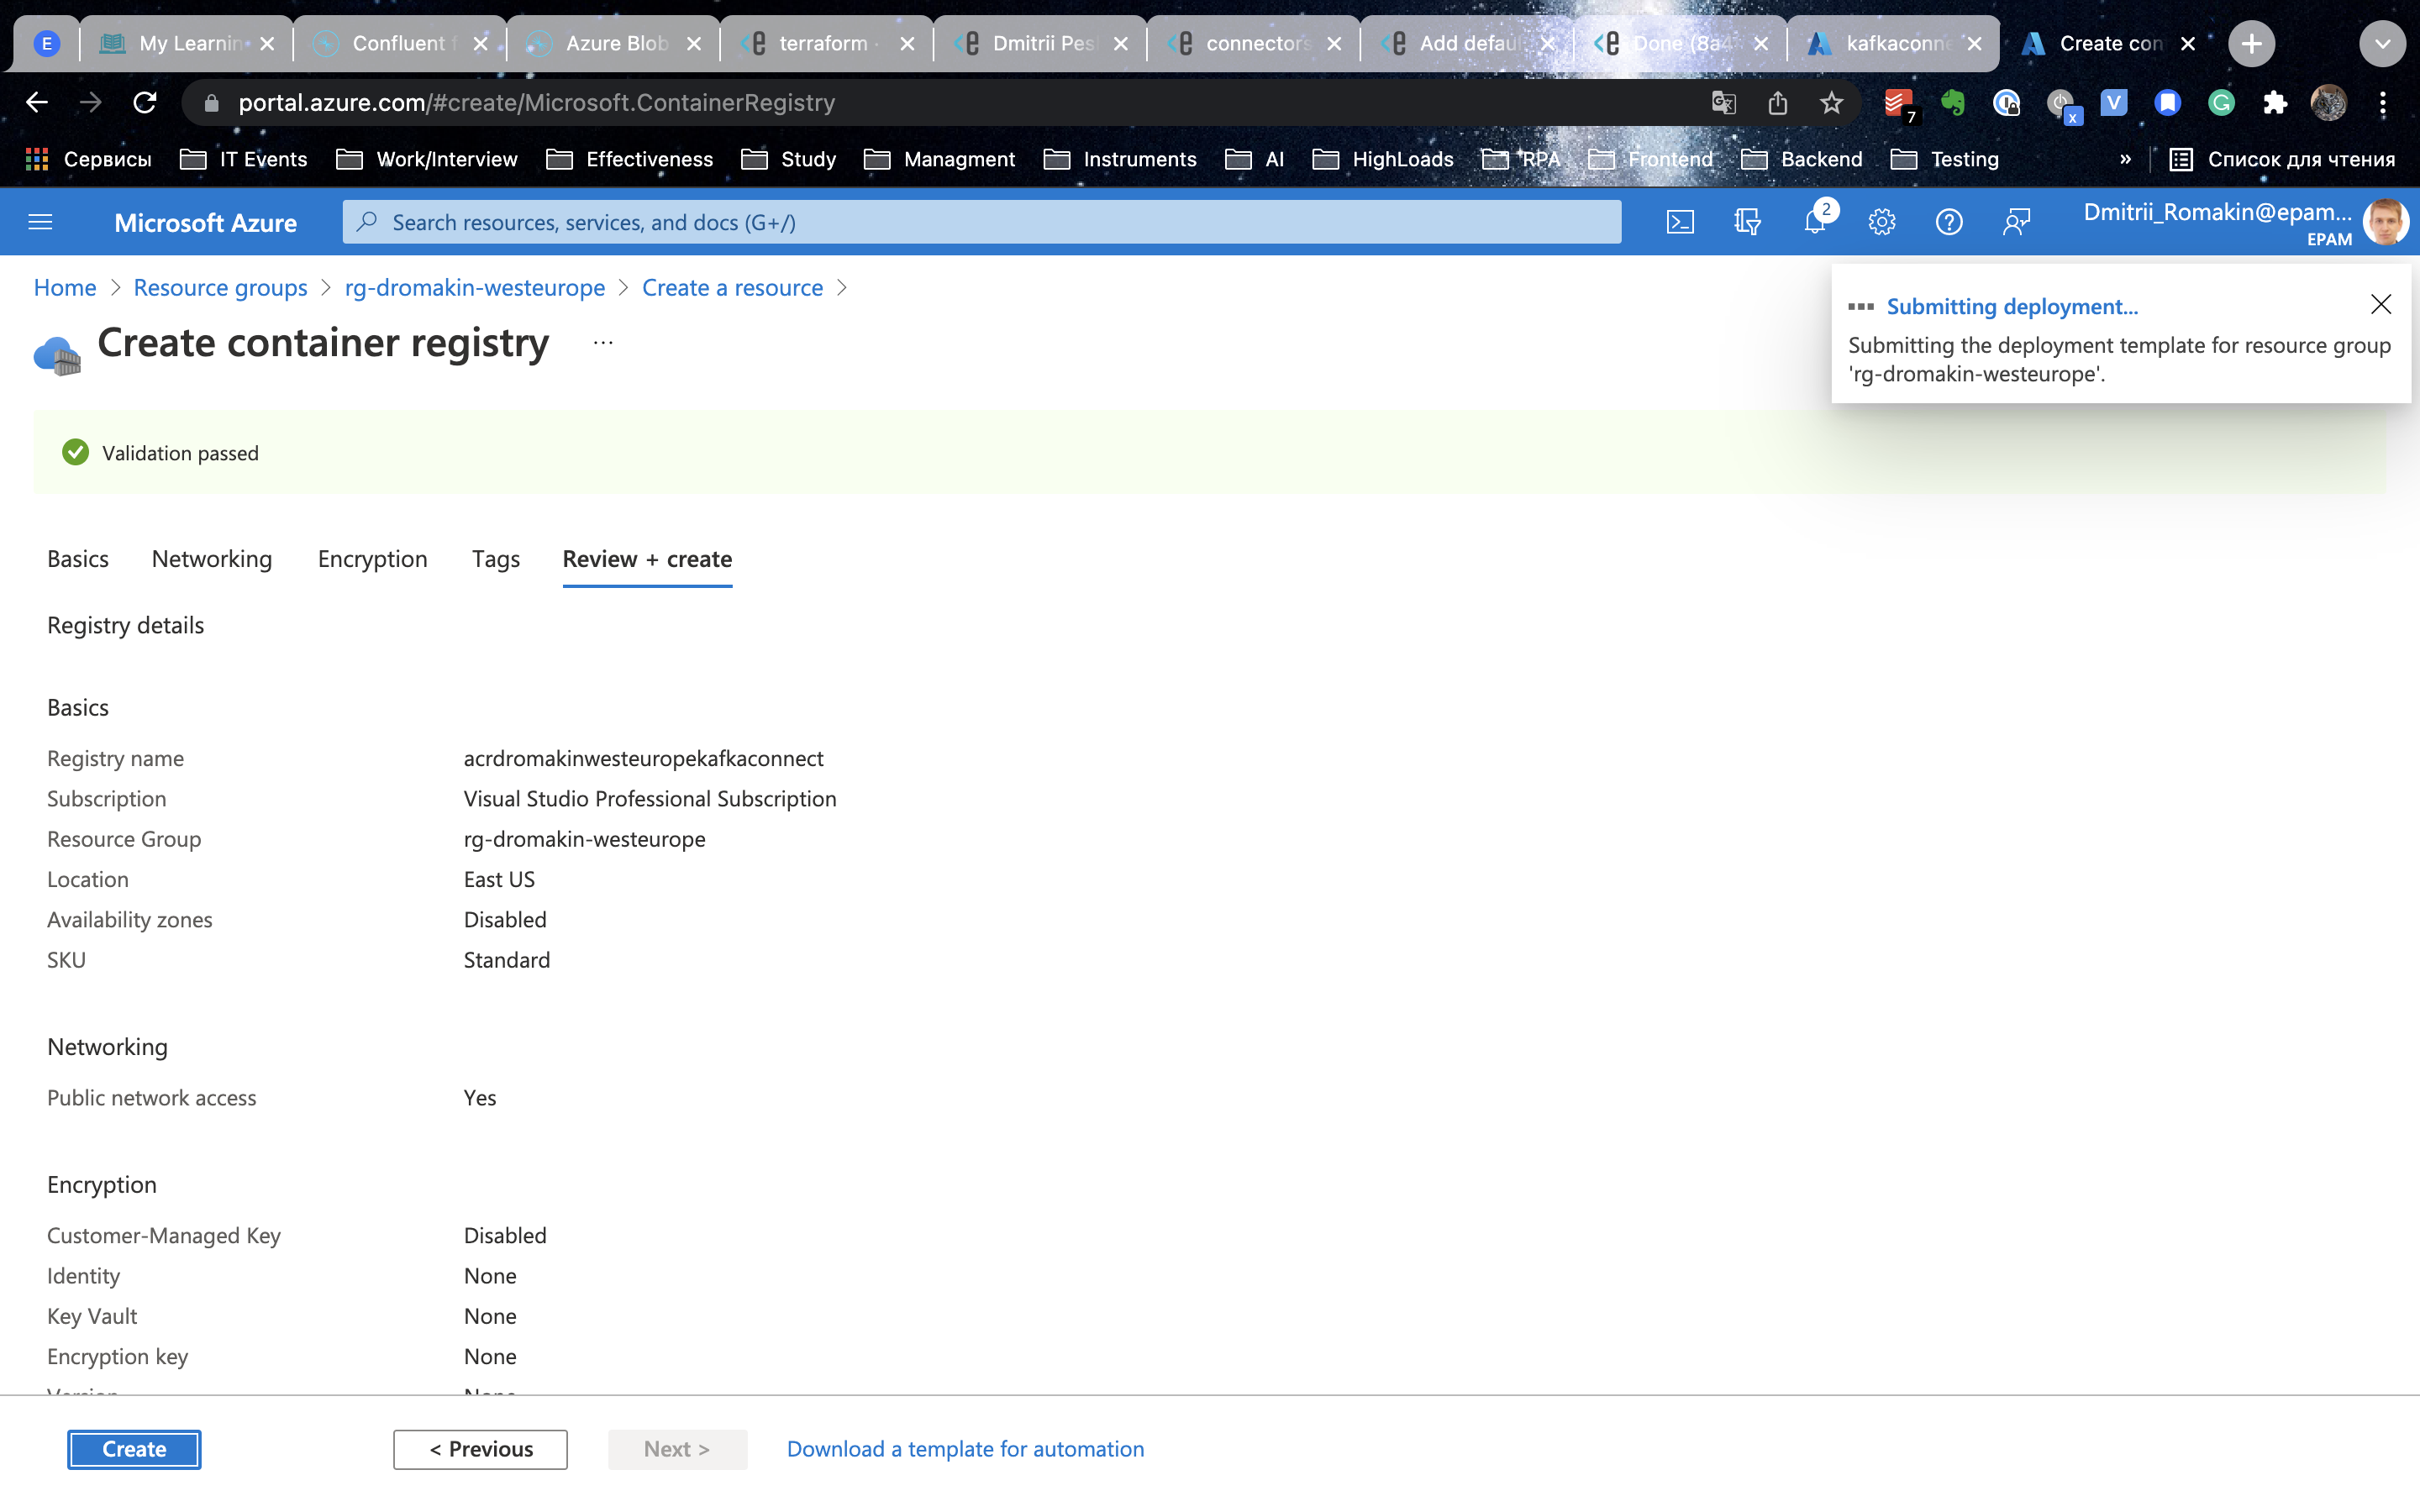 E
My Learnin
Confluent f
Azure Blob
terraform ·
Dmitrii Pes
connectors
Add defau
Done (8a4
kafkaconne
Create con
portal.azure.com/#create/Microsoft.ContainerRegistry
7
x
V
G
Сервисы
IT Events
Work/Interview
Effectiveness
Study
Managment
Instruments
AI
HighLoads
RPA
Frontend
Backend
Testing
»
Список для чтения
Microsoft Azure
Search resources, services, and docs (G+/)
2
Dmitrii_Romakin@epam...
EPAM
Home > Resource groups > rg-dromakin-westeurope > Create a resource >
Create container registry ...
Submitting deployment...
Submitting the deployment template for resource group
'rg-dromakin-westeurope'.
Validation passed
Basics
Networking
Encryption
Tags
Review + create
Registry details
Basics
Registry name acrdromakinwesteuropekafkaconnect
Subscription Visual Studio Professional Subscription
Resource Group rg-dromakin-westeurope
Location East US
Availability zones Disabled
SKU Standard
Networking
Public network access Yes
Encryption
Customer-Managed Key Disabled
Identity None
Key Vault None
Encryption key None
Version None
Create
< Previous
Next >
Download a template for automation